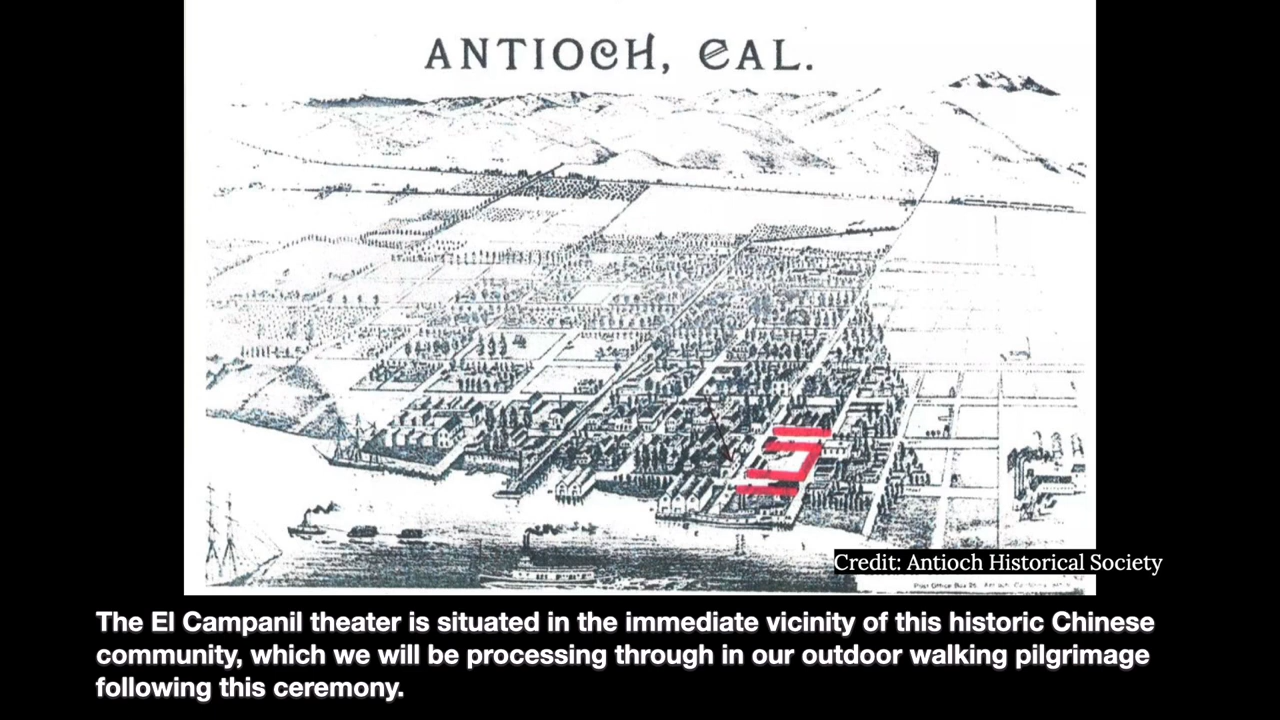 ANTIOCH, CAL.
Credit: Antioch Historical Society
The El Campanil theater is situated in the immediate vicinity of this historic Chinese
community, which we will be processing through in our outdoor walking pilgrimage
following this ceremony.